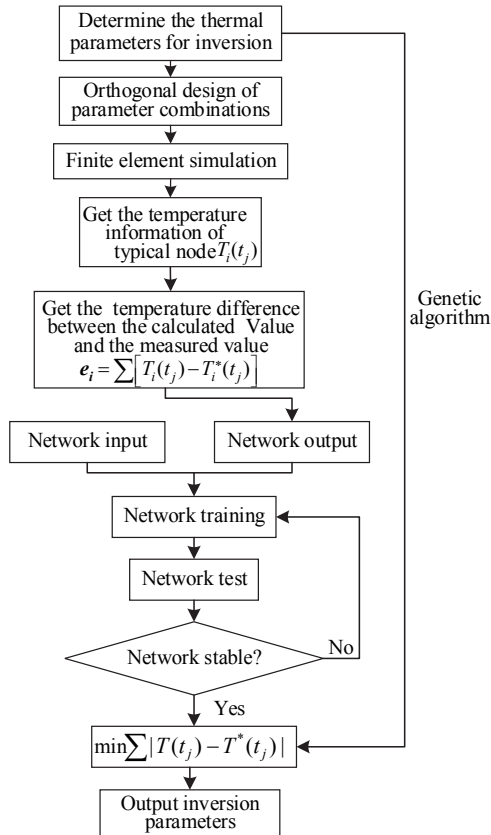 Determine the thermal
parameters for inversion
Orthogonal design of
parameter combinations
Finite element simulation
Get the temperature
information of
typical node T_i(t_j)
Get the temperature difference
between the calculated Value
and the measured value
e_i = ∑[T_i(t_j) − T_i^*(t_j)]
Genetic
algorithm
Network input
Network output
Network training
Network test
Network stable?
No
Yes
min∑|T(t_j) − T^*(t_j)|
Output inversion
parameters